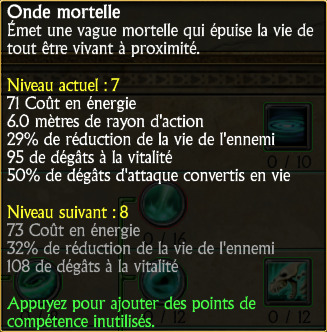 Onde mortelle
Émet une vague mortelle qui épuise la vie de
tout être vivant à proximité.
Niveau actuel : 7
71 Coût en énergie
6.0 mètres de rayon d'action
29% de réduction de la vie de l'ennemi
95 de dégâts à la vitalité
50% de dégâts d'attaque convertis en vie
0 / 10
Niveau suivant : 8
73 Coût en énergie
32% de réduction de la vie de l'ennemi
108 de dégâts à la vitalité
Appuyez pour ajouter des points de
compétence inutilisés.